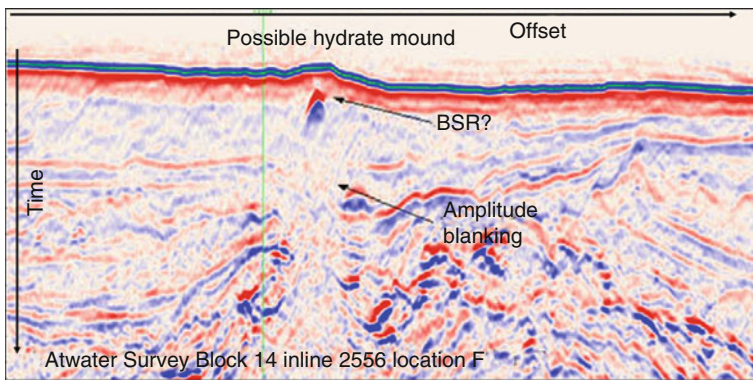 Offset
Possible hydrate mound
BSR?
Time
Amplitude
blanking
Atwater Survey Block 14 inline 2556 location F